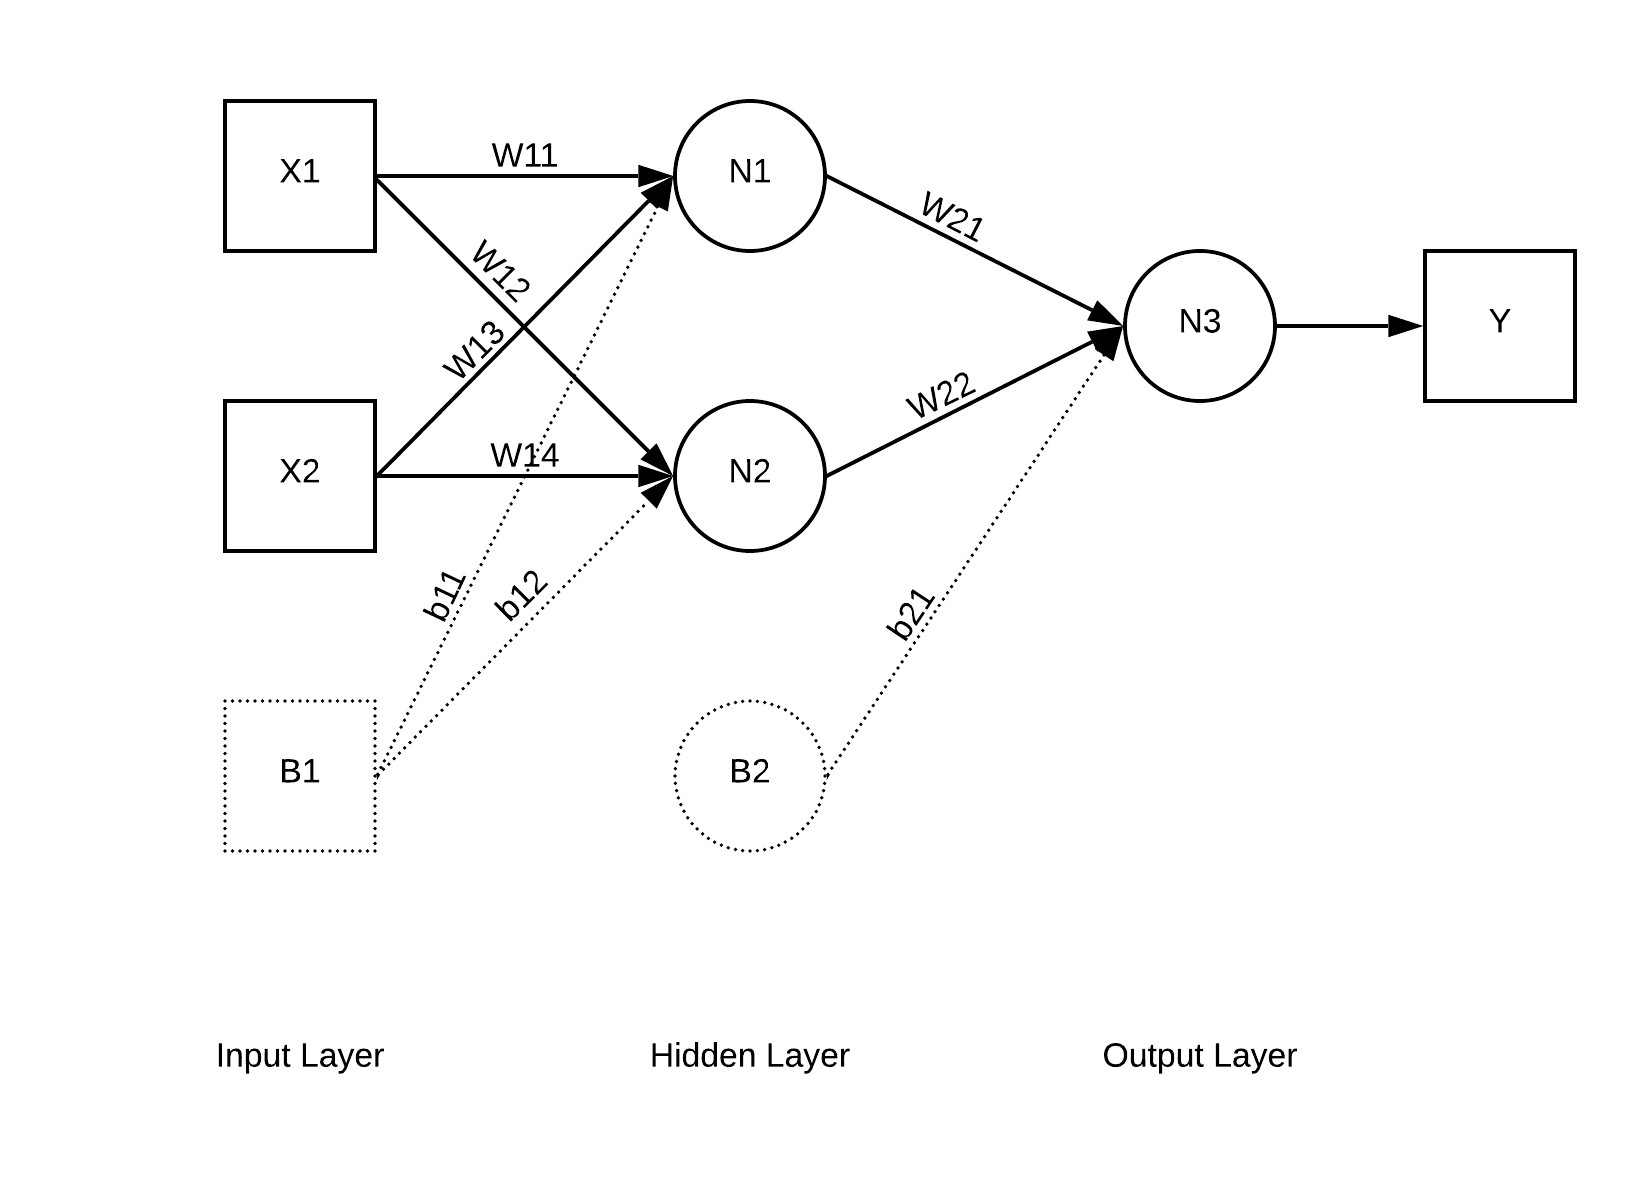 X1
W11
N1
W21
W12
W13
N3
Y
X2
W14
N2
W22
b11
b12
b21
B1
B2
Input Layer
Hidden Layer
Output Layer